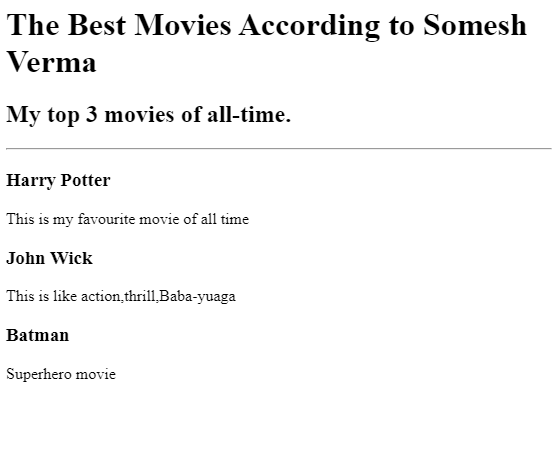 The Best Movies According to Somesh
Verma
My top 3 movies of all-time.
Harry Potter
This is my favourite movie of all time
John Wick
This is like action,thrill,Baba-yuaga
Batman
Superhero movie